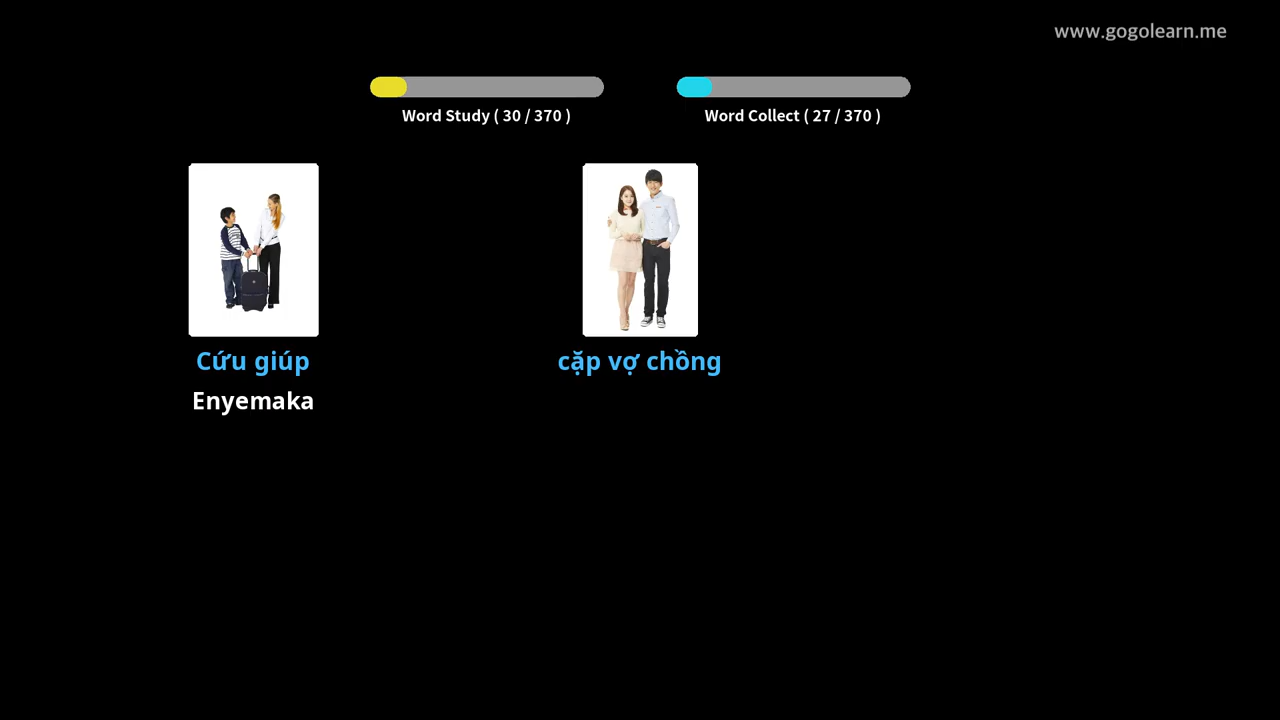 www.gogolearn.me
Word Study ( 30 / 370 )
Word Collect ( 27 / 370 )
Cứu giúp
Enyemaka
cặp vợ chồng